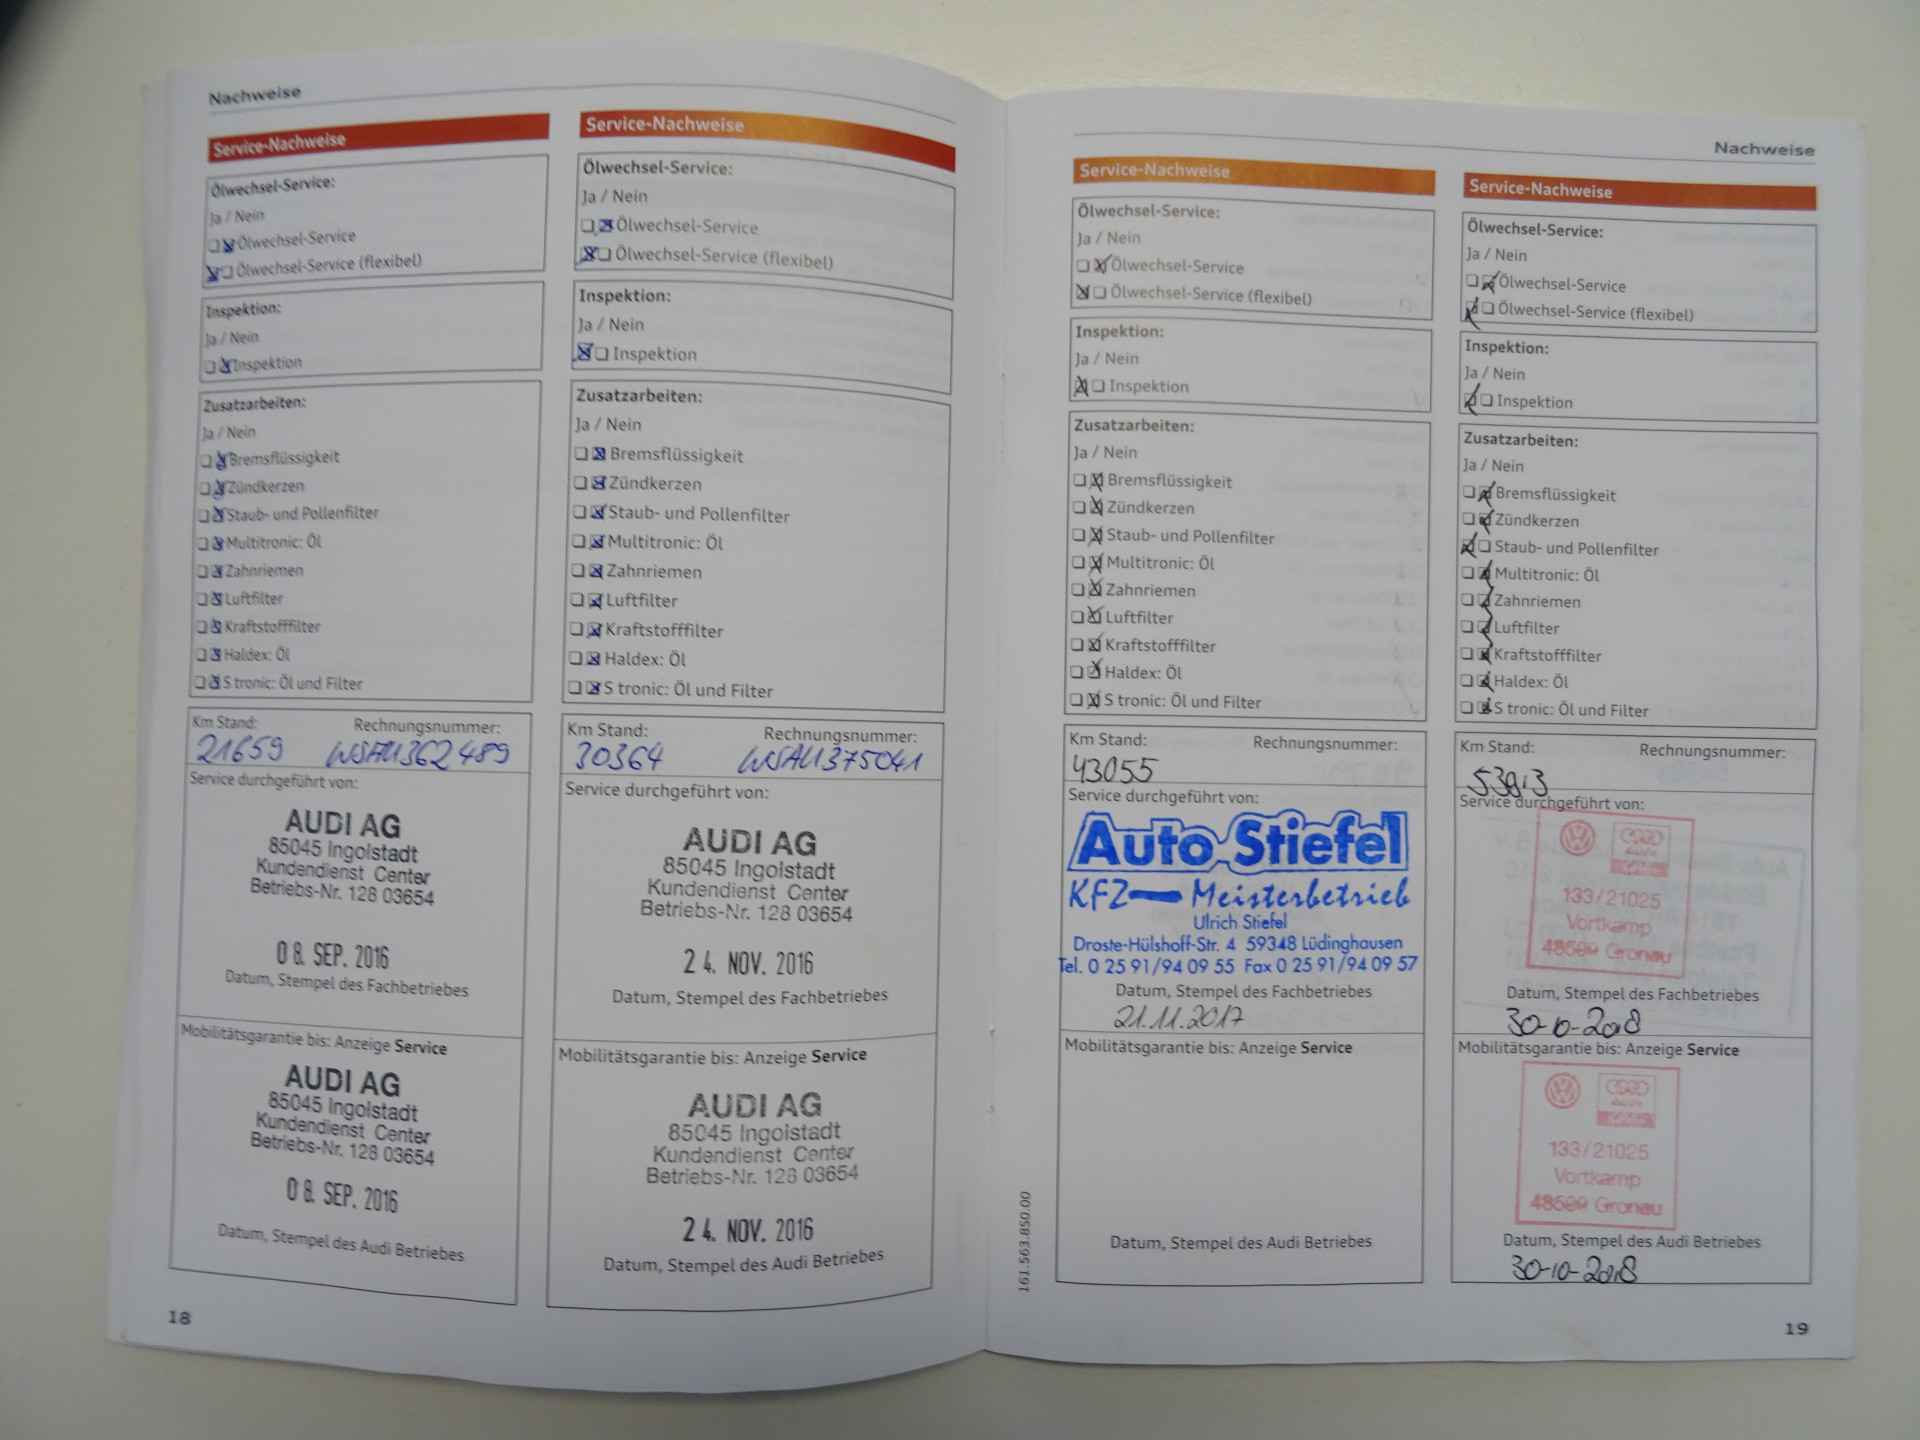 Nachweise
Service-Nachweise
Ölwechsel-Service:
Ja / Nein
Ölwechsel-Service
Ölwechsel-Service (flexibel)
Inspektion:
Ja / Nein
Inspektion
Zusatzarbeiten:
Ja / Nein
Bremsflüssigkeit
Zündkerzen
Staub- und Pollenfilter
Multitronic: Öl
Zahnriemen
Luftfilter
Kraftstofffilter
Haldex: Öl
S tronic: Öl und Filter
Km Stand: Rechnungsnummer:
21659 WSAU362489
Service durchgeführt von:
AUDI AG
85045 Ingolstadt
Kundendienst Center
Betriebs-Nr. 128 03654
08. SEP. 2016
Datum, Stempel des Fachbetriebes
Mobilitätsgarantie bis: Anzeige Service
AUDI AG
85045 Ingolstadt
Kundendienst Center
Betriebs-Nr. 128 03654
08. SEP. 2016
Datum, Stempel des Audi Betriebes
18
Service-Nachweise
Ölwechsel-Service:
Ja / Nein
Ölwechsel-Service
Ölwechsel-Service (flexibel)
Inspektion:
Ja / Nein
Inspektion
Zusatzarbeiten:
Ja / Nein
Bremsflüssigkeit
Zündkerzen
Staub- und Pollenfilter
Multitronic: Öl
Zahnriemen
Luftfilter
Kraftstofffilter
Haldex: Öl
S tronic: Öl und Filter
Km Stand: Rechnungsnummer:
30364 WSAU375041
Service durchgeführt von:
AUDI AG
85045 Ingolstadt
Kundendienst Center
Betriebs-Nr. 128 03654
24. NOV. 2016
Datum, Stempel des Fachbetriebes
Mobilitätsgarantie bis: Anzeige Service
AUDI AG
85045 Ingolstadt
Kundendienst Center
Betriebs-Nr. 128 03654
24. NOV. 2016
Datum, Stempel des Audi Betriebes
Nachweise
Service-Nachweise
Ölwechsel-Service:
Ja / Nein
Ölwechsel-Service
Ölwechsel-Service (flexibel)
Inspektion:
Ja / Nein
Inspektion
Zusatzarbeiten:
Ja / Nein
Bremsflüssigkeit
Zündkerzen
Staub- und Pollenfilter
Multitronic: Öl
Zahnriemen
Luftfilter
Kraftstofffilter
Haldex: Öl
S tronic: Öl und Filter
Km Stand: Rechnungsnummer:
43055
Service durchgeführt von:
Auto Stiefel
KFZ Meisterbetrieb
Ulrich Stiefel
Droste-Hülshoff-Str. 4 59348 Lüdinghausen
Tel. 0 25 91/94 09 55 Fax 0 25 91/94 09 57
Datum, Stempel des Fachbetriebes
21.11.2017
Mobilitätsgarantie bis: Anzeige Service
Datum, Stempel des Audi Betriebes
161.563.850.00
Service-Nachweise
Ölwechsel-Service:
Ja / Nein
Ölwechsel-Service
Ölwechsel-Service (flexibel)
Inspektion:
Ja / Nein
Inspektion
Zusatzarbeiten:
Ja / Nein
Bremsflüssigkeit
Zündkerzen
Staub- und Pollenfilter
Multitronic: Öl
Zahnriemen
Luftfilter
Kraftstofffilter
Haldex: Öl
S tronic: Öl und Filter
Km Stand: Rechnungsnummer:
Service durchgeführt von:
133/21025
Vortkamp
48599 Gronau
Datum, Stempel des Fachbetriebes
30-10-2018
Mobilitätsgarantie bis: Anzeige Service
133/21025
Vortkamp
48599 Gronau
Datum, Stempel des Audi Betriebes
30-10-2018
19